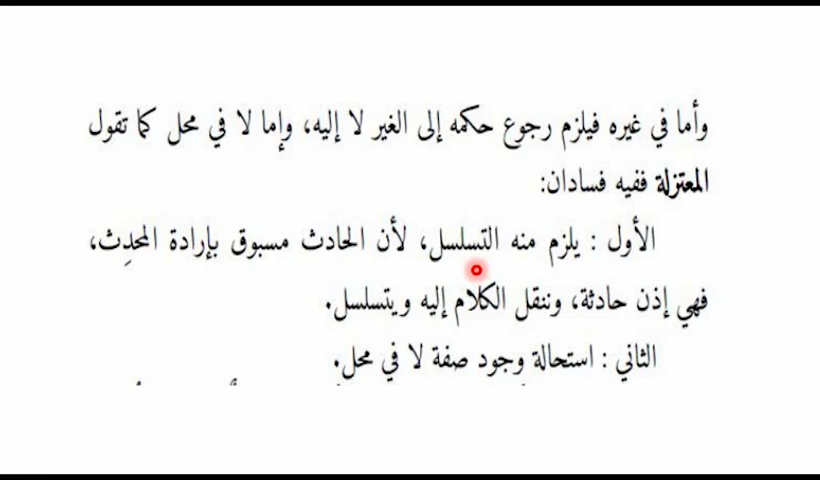 وأما في غيره فيلزم رجوع حكمه إلى الغير لا إليه، وإما لا في محل كما تقول
المعتزلة ففيه فسادان:
الأول : يلزم منه التسلسل، لأن الحادث مسبوق بإرادة المحدِث،
فهي إذن حادثة، وننقل الكلام إليه ويتسلسل.
الثاني : استحالة وجود صفة لا في محل.